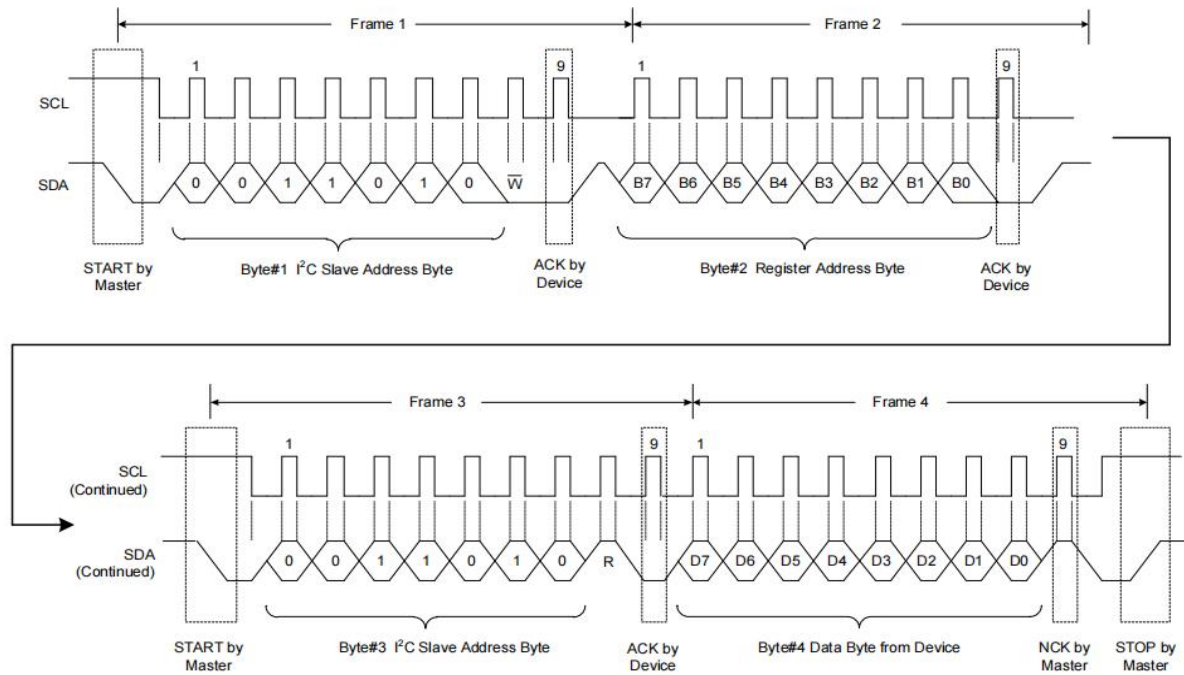 Frame 1 Frame 2
1 9 1 9
SCL
SDA 0 0 1 1 0 1 0 W̅ B7 B6 B5 B4 B3 B2 B1 B0
START by
Master
Byte#1 I²C Slave Address Byte
ACK by
Device
Byte#2 Register Address Byte
ACK by
Device
Frame 3 Frame 4
1 9 1 9
SCL
(Continued)
SDA
(Continued)
0 0 1 1 0 1 0 R D7 D6 D5 D4 D3 D2 D1 D0
START by
Master
Byte#3 I²C Slave Address Byte
ACK by
Device
Byte#4 Data Byte from Device
NCK by
Master
STOP by
Master